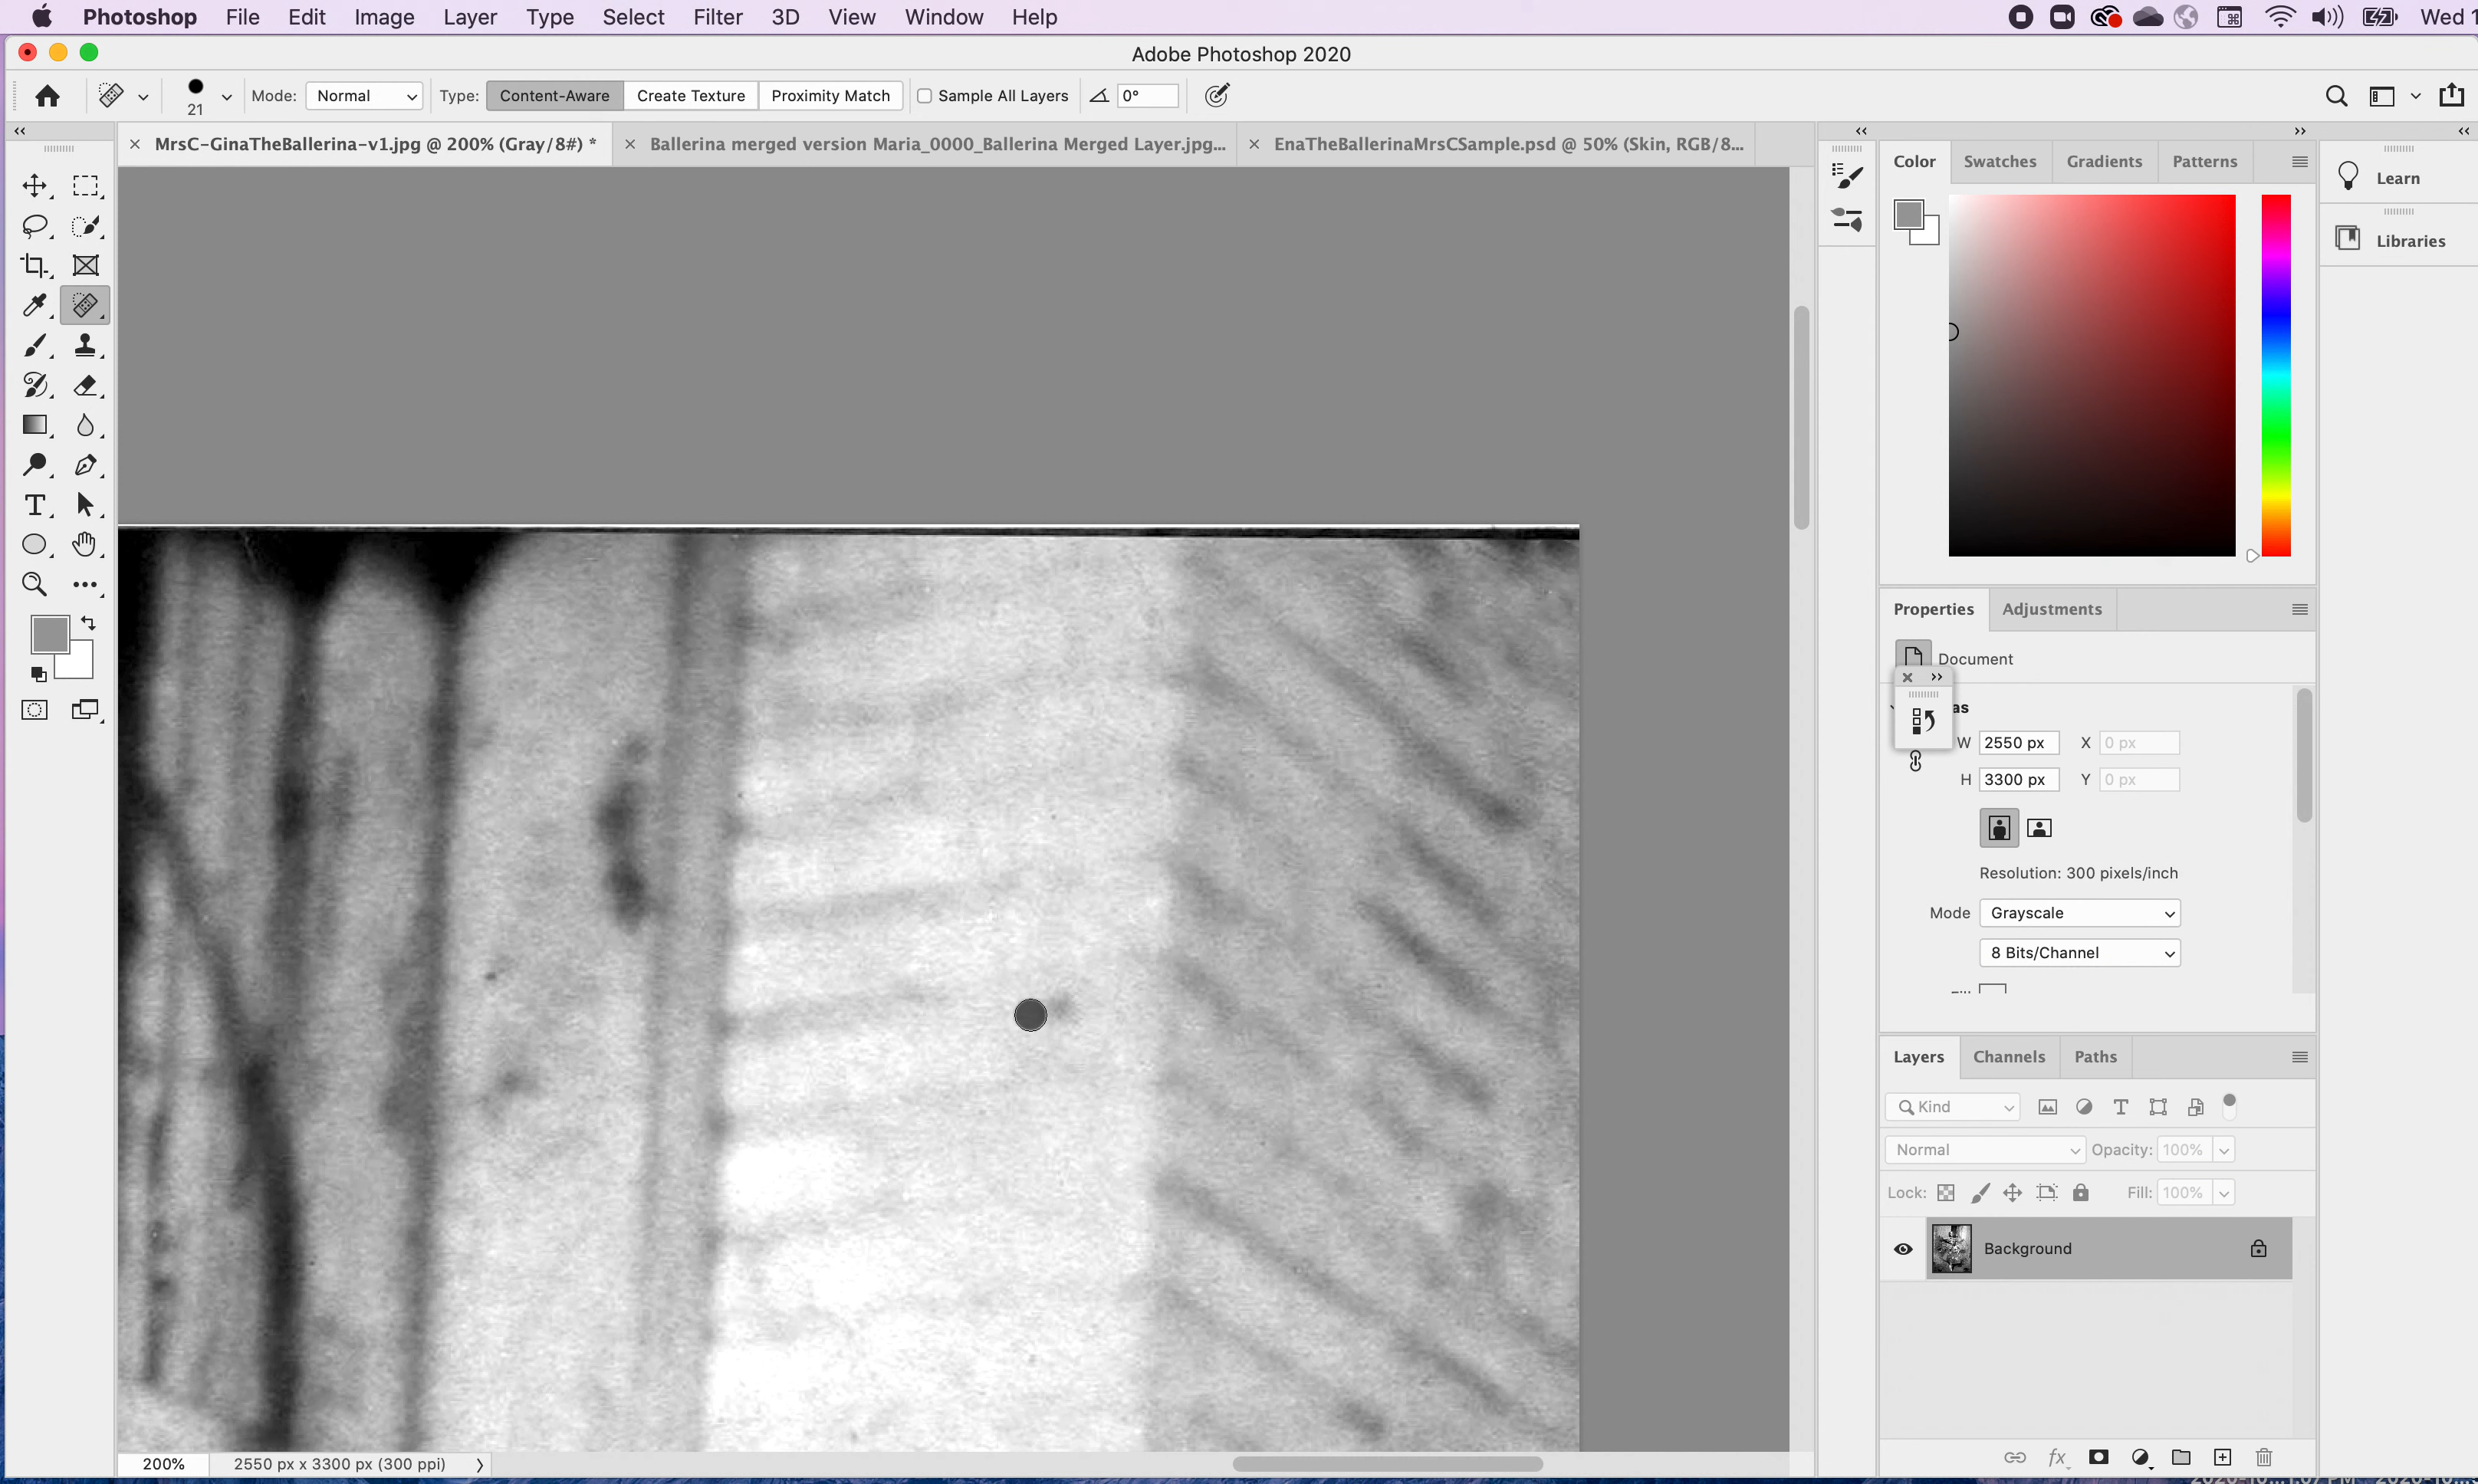 Photoshop File Edit Image Layer Type Select Filter 3D View Window Help Wed 1
Adobe Photoshop 2020
21 Mode: Normal Type: Content-Aware Create Texture Proximity Match Sample All Layers 0°
MrsC-GinaTheBallerina-v1.jpg @ 200% (Gray/8#) * Ballerina merged version Maria_0000_Ballerina Merged Layer.jpg... EnaTheBallerinaMrsCSample.psd @ 50% (Skin, RGB/8...
Color Swatches Gradients Patterns
Learn
Libraries
Properties Adjustments
Document
as
W 2550 px X 0 px
H 3300 px Y 0 px
Resolution: 300 pixels/inch
Mode Grayscale
8 Bits/Channel
Layers Channels Paths
Kind
Normal Opacity: 100%
Lock: Fill: 100%
Background
fx
200% 2550 px x 3300 px (300 ppi)